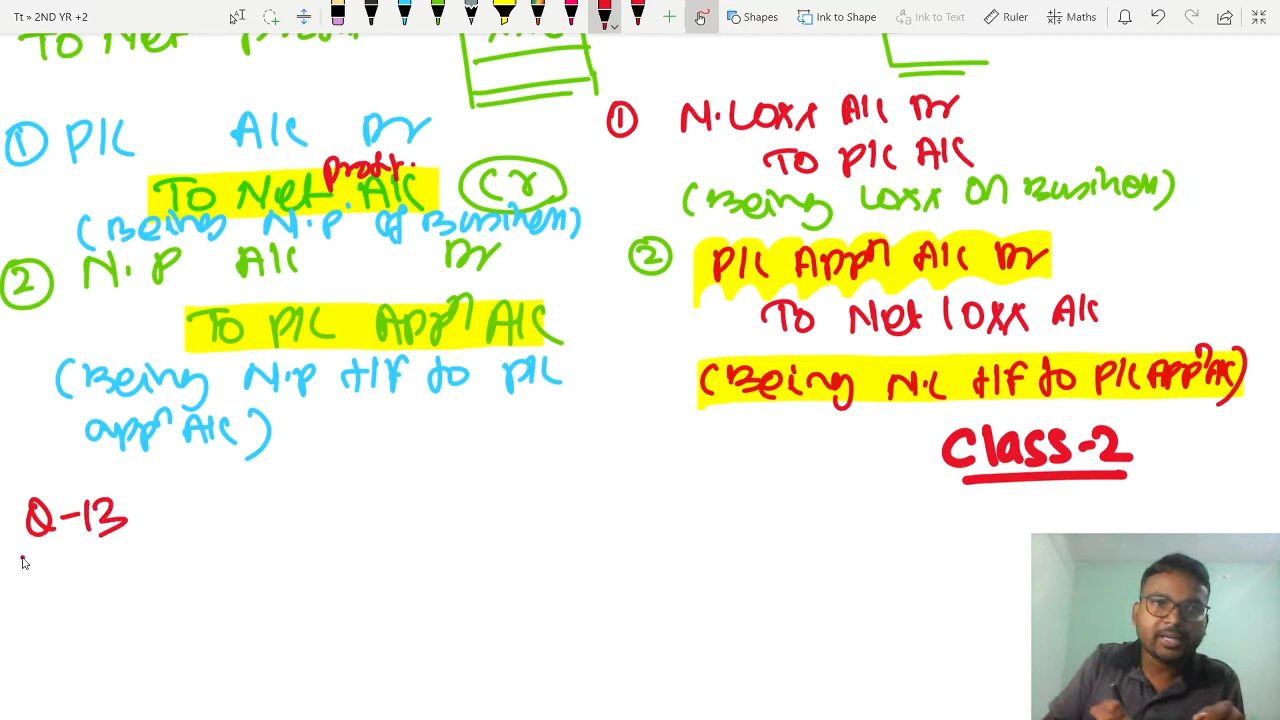 Tt » 2ND YR +2
Shapes
Ink to Shape
Ink to Text
Ruler
Maths
To Net
① P/L A/C Dr
To Net profit. A/C Cr
(Being N.P. of Business)
② N.P A/C Dr
To P/L Appn A/C
(Being N.P t/f to P/L
appn A/C)
Q-13
① N.Loss A/C Dr
To P/L A/C
(Being Loss on Business)
② P/L Appn A/C Dr
To Net loss A/C
(Being N.L t/f to P/L Appn A/C)
Class-2